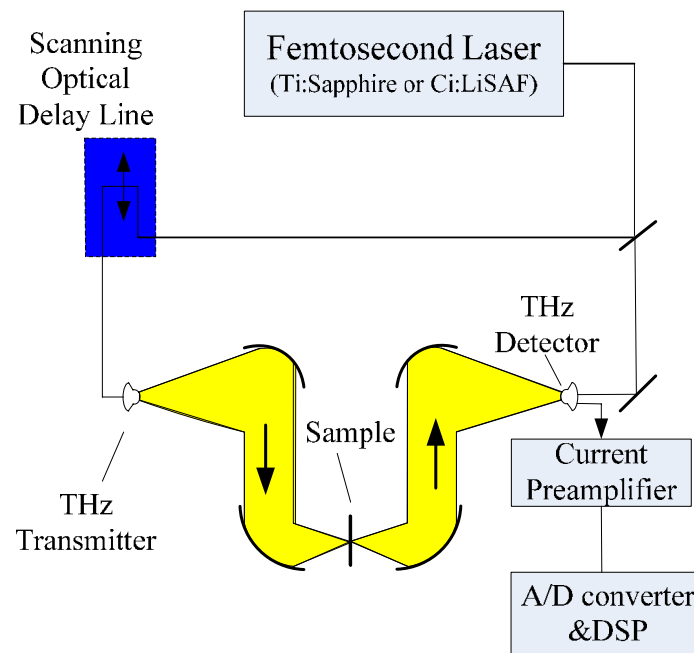 Scanning
Optical
Delay Line
Femtosecond Laser
(Ti:Sapphire or Ci:LiSAF)
THz
Detector
Sample
THz
Transmitter
Current
Preamplifier
A/D converter
&DSP